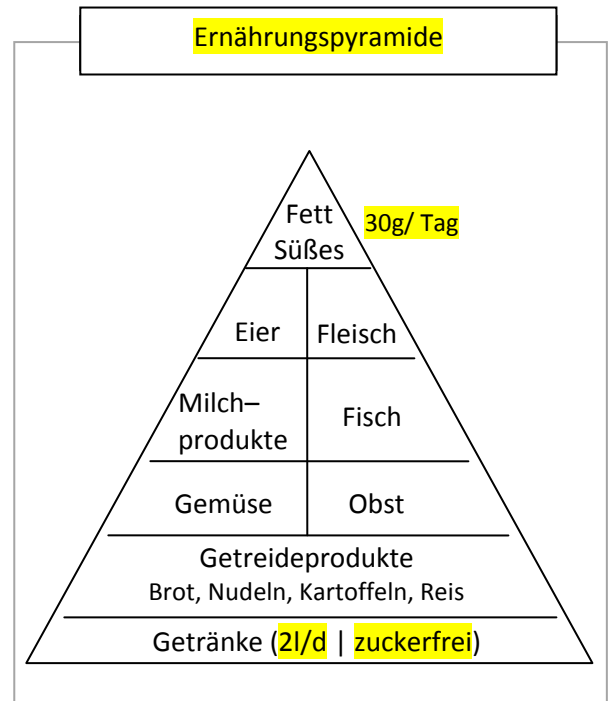 Ernährungspyramide
Fett
Süßes
30g/ Tag
Eier
Fleisch
Milch–
produkte
Fisch
Gemüse
Obst
Getreideprodukte
Brot, Nudeln, Kartoffeln, Reis
Getränke (2l/d | zuckerfrei)